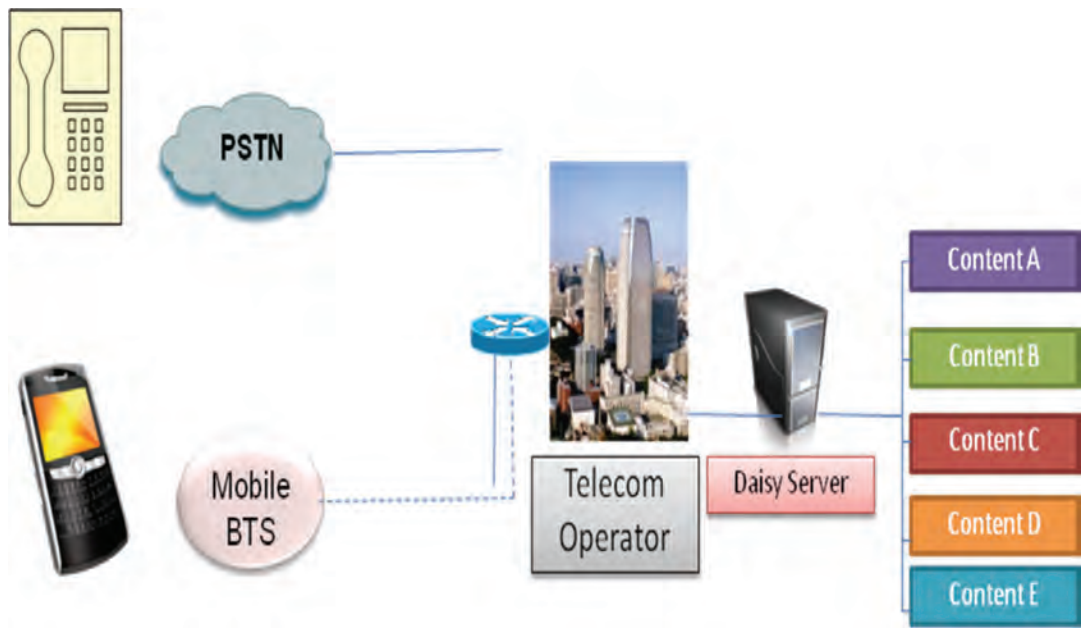 PSTN
Mobile
BTS
Telecom
Operator
Daisy Server
Content A
Content B
Content C
Content D
Content E